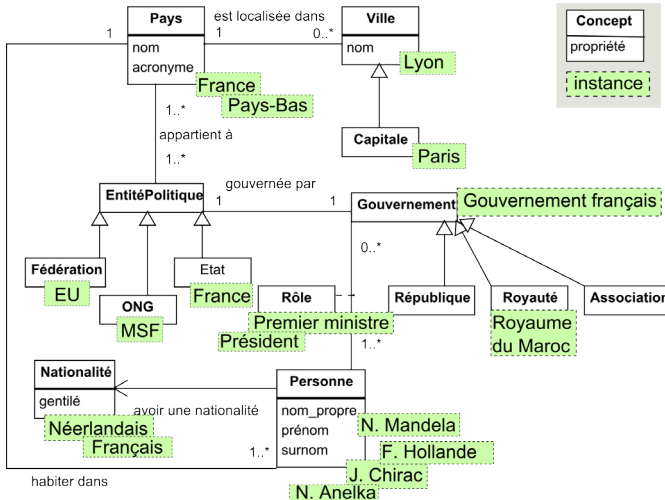 Pays
nom
acronyme
France
Pays-Bas
1
est localisée dans
1
0..*
Ville
nom
Lyon
Capitale
Paris
Concept
propriété
instance
1..*
appartient à
1..*
EntitéPolitique
gouvernée par
1
1
Gouvernement
Gouvernement français
Fédération
EU
ONG
MSF
Etat
France
0..*
Rôle
Premier ministre
Président
1..*
République
Royauté
Royaume
du Maroc
Association
Nationalité
gentilé
Néerlandais
Français
avoir une nationalité
Personne
nom_propre
prénom
surnom
N. Mandela
F. Hollande
J. Chirac
N. Anelka
1..*
habiter dans